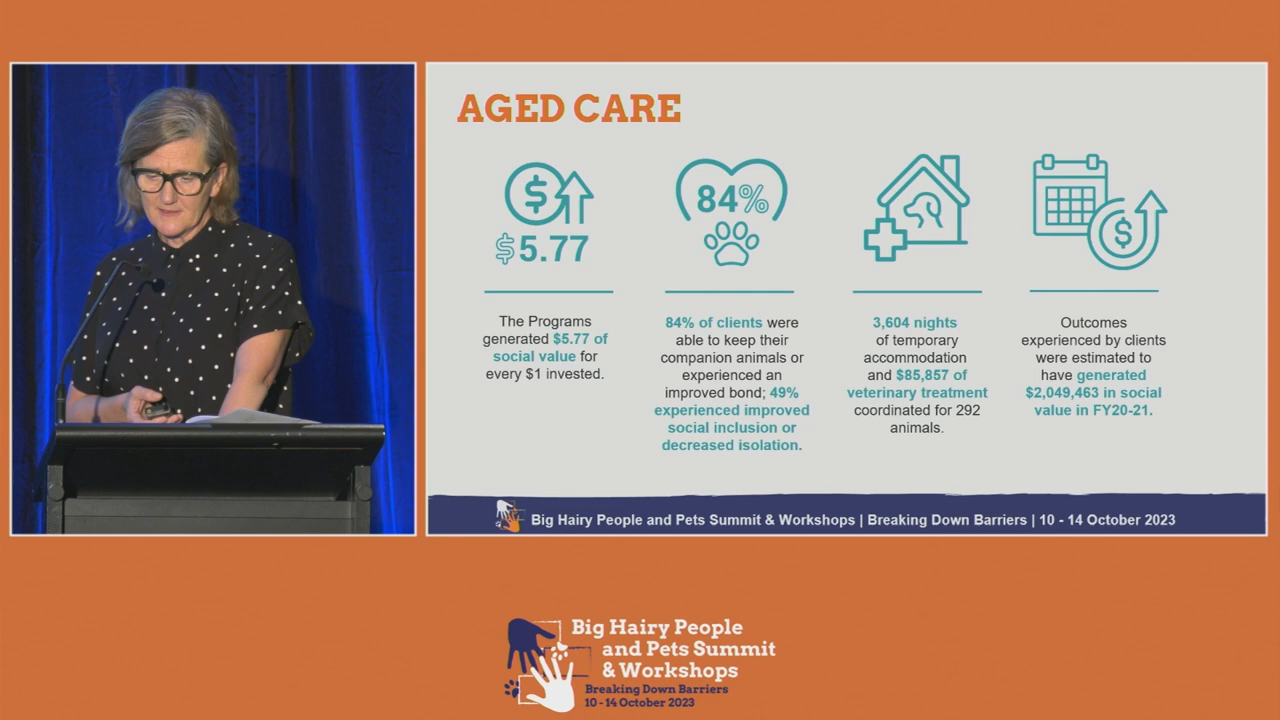 AGED CARE
$
$5.77
84%
$
The Programs
generated $5.77 of
social value for
every $1 invested.
84% of clients were
able to keep their
companion animals or
experienced an
improved bond; 49%
experienced improved
social inclusion or
decreased isolation.
3,604 nights
of temporary
accommodation
and $85,857 of
veterinary treatment
coordinated for 292
animals.
Outcomes
experienced by clients
were estimated to
have generated
$2,049,463 in social
value in FY20-21.
Big Hairy People and Pets Summit & Workshops | Breaking Down Barriers | 10 - 14 October 2023
Big Hairy People
and Pets Summit
& Workshops
Breaking Down Barriers
10 - 14 October 2023